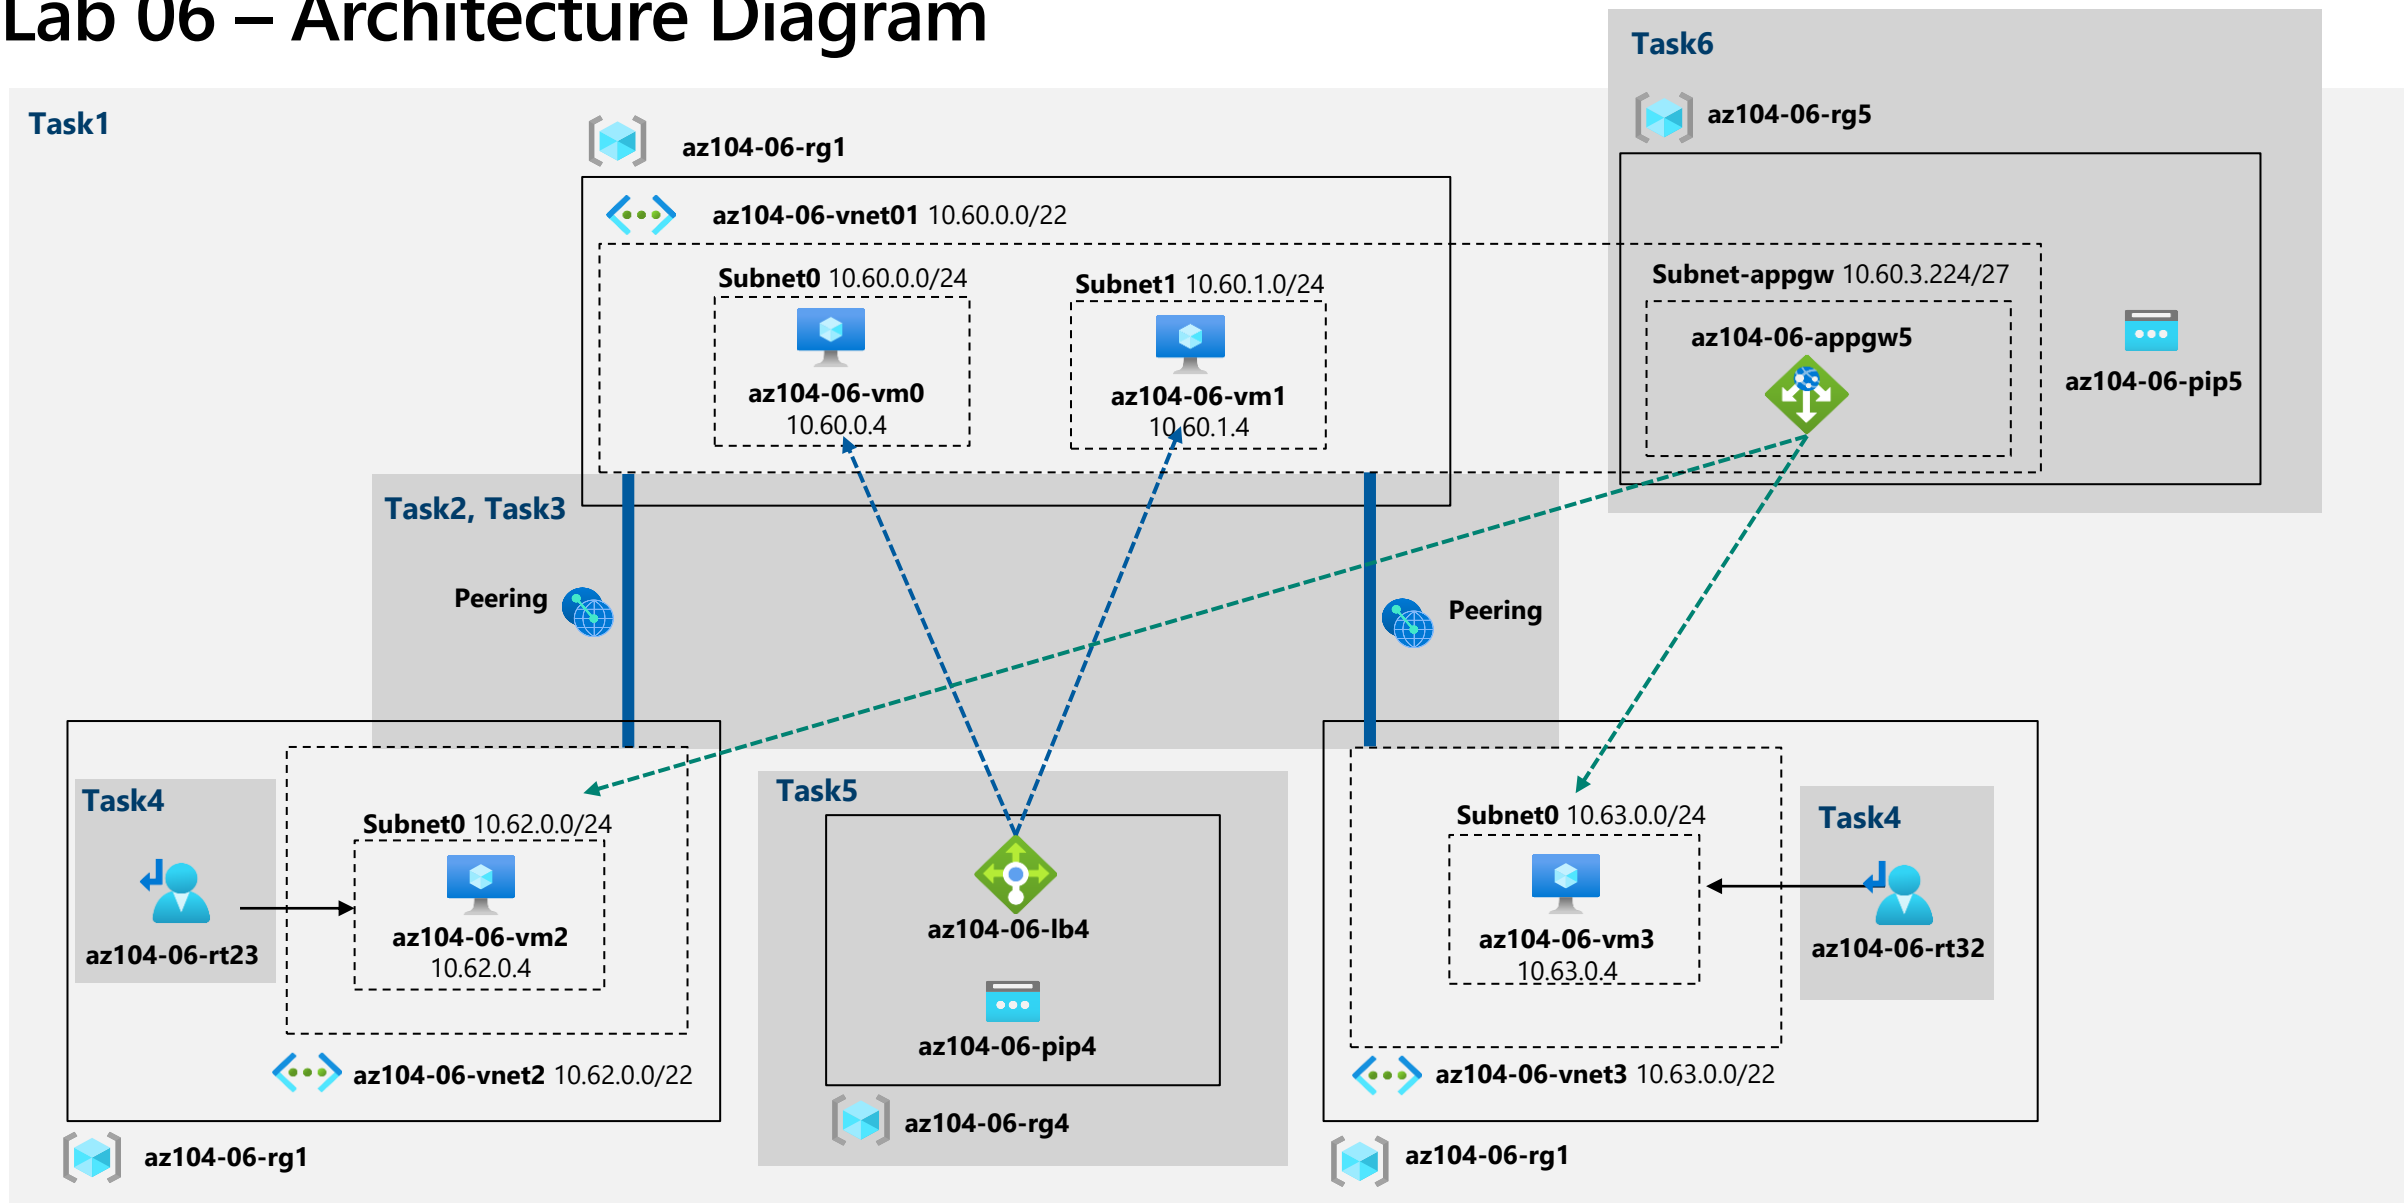 Lab 06 – Architecture Diagram
Task6
az104-06-rg5
Task1
az104-06-rg1
az104-06-vnet01 10.60.0.0/22
Subnet0 10.60.0.0/24
Subnet1 10.60.1.0/24
Subnet-appgw 10.60.3.224/27
az104-06-appgw5
az104-06-vm0
10.60.0.4
az104-06-vm1
10.60.1.4
az104-06-pip5
Task2, Task3
Peering
Peering
Task4
Subnet0 10.62.0.0/24
az104-06-rt23
az104-06-vm2
10.62.0.4
az104-06-vnet2 10.62.0.0/22
az104-06-rg1
Task5
az104-06-lb4
az104-06-pip4
az104-06-rg4
Subnet0 10.63.0.0/24
Task4
az104-06-vm3
10.63.0.4
az104-06-rt32
az104-06-vnet3 10.63.0.0/22
az104-06-rg1